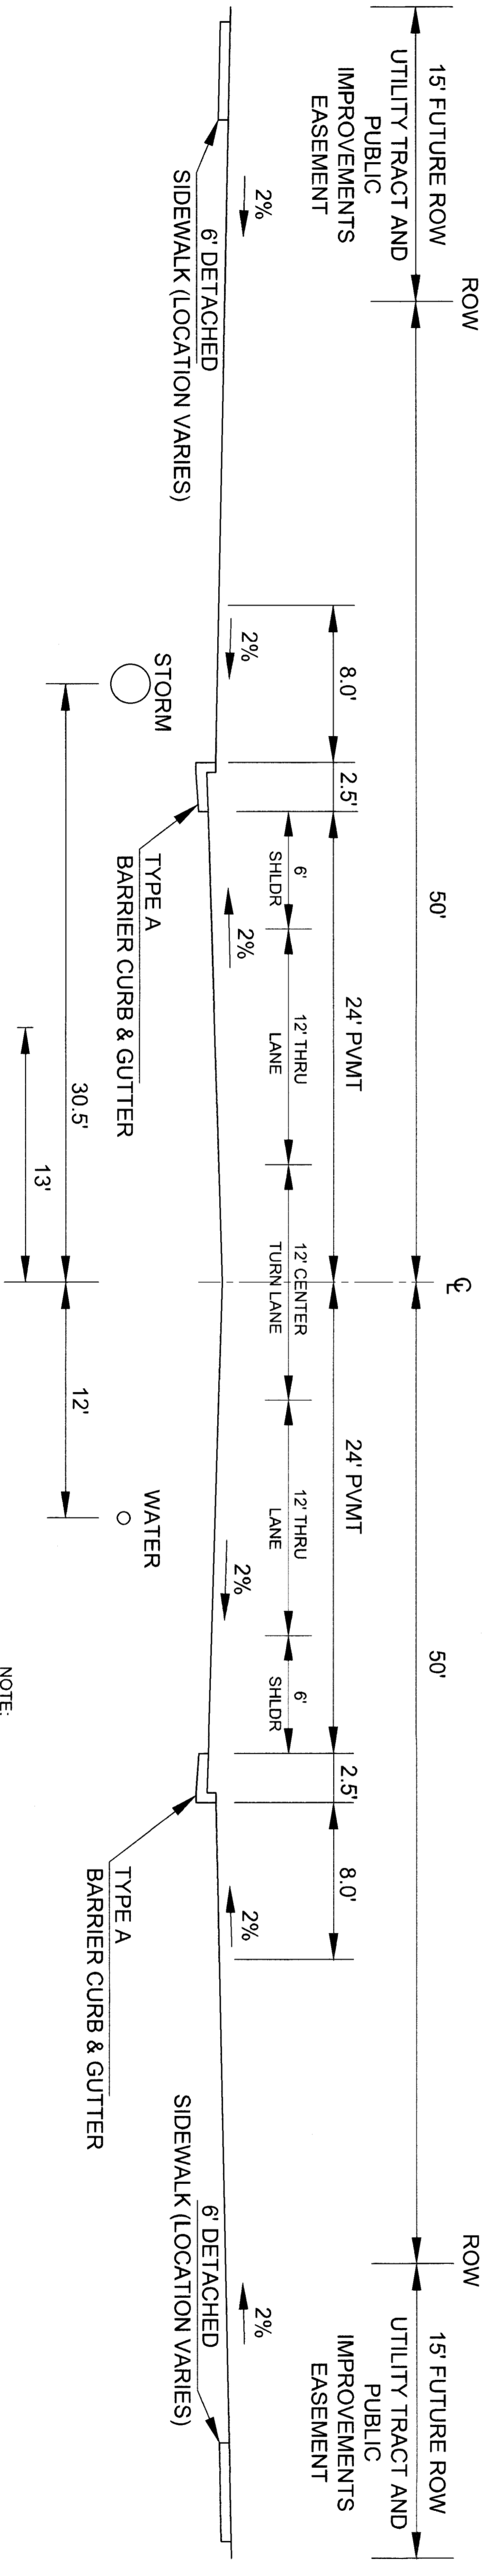 15' FUTURE ROW
UTILITY TRACT AND
PUBLIC
IMPROVEMENTS
EASEMENT
ROW
50'
℄
50'
ROW
15' FUTURE ROW
UTILITY TRACT AND
PUBLIC
IMPROVEMENTS
EASEMENT
8.0'
2.5'
24' PVMT
24' PVMT
2.5'
8.0'
6'
SHLDR
12' THRU
LANE
12' CENTER
TURN LANE
12' THRU
LANE
6'
SHLDR
2%
2%
2%
2%
2%
2%
6' DETACHED
SIDEWALK (LOCATION VARIES)
STORM
TYPE A
BARRIER CURB & GUTTER
WATER
TYPE A
BARRIER CURB & GUTTER
6' DETACHED
SIDEWALK (LOCATION VARIES)
30.5'
12'
13'
NOTE: